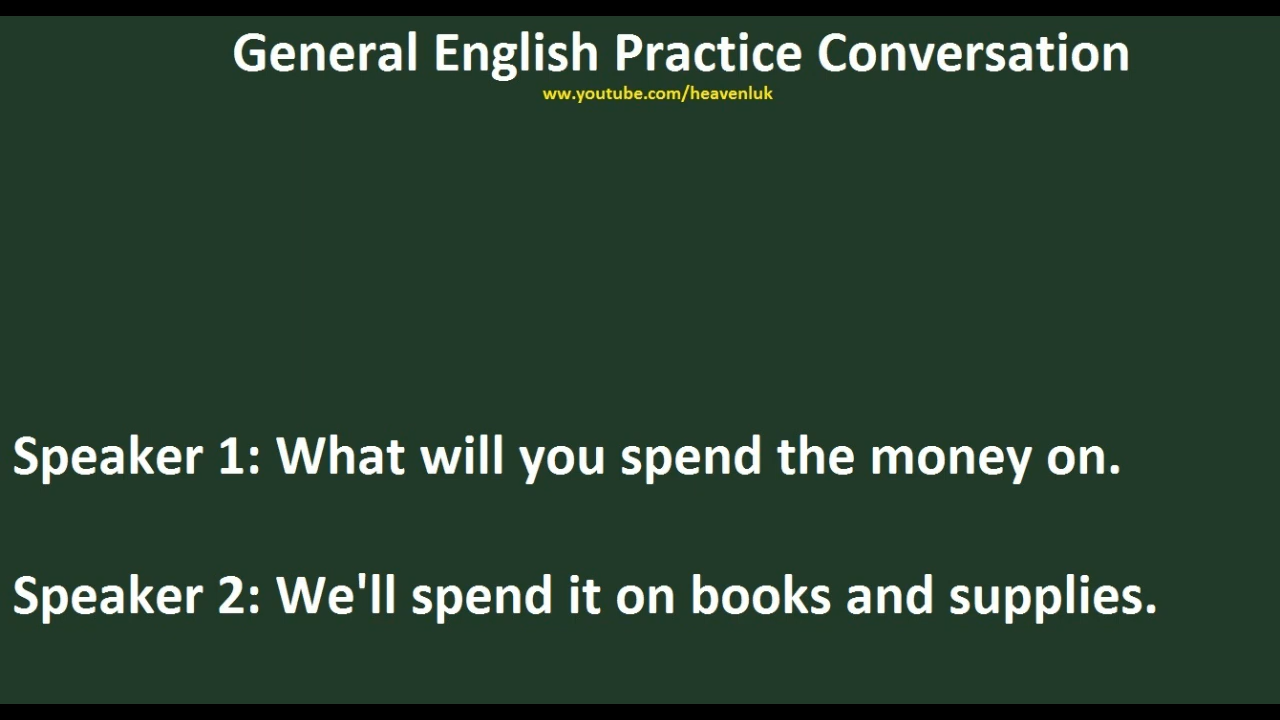 General English Practice Conversation
ww.youtube.com/heavenluk
Speaker 1: What will you spend the money on.
Speaker 2: We'll spend it on books and supplies.